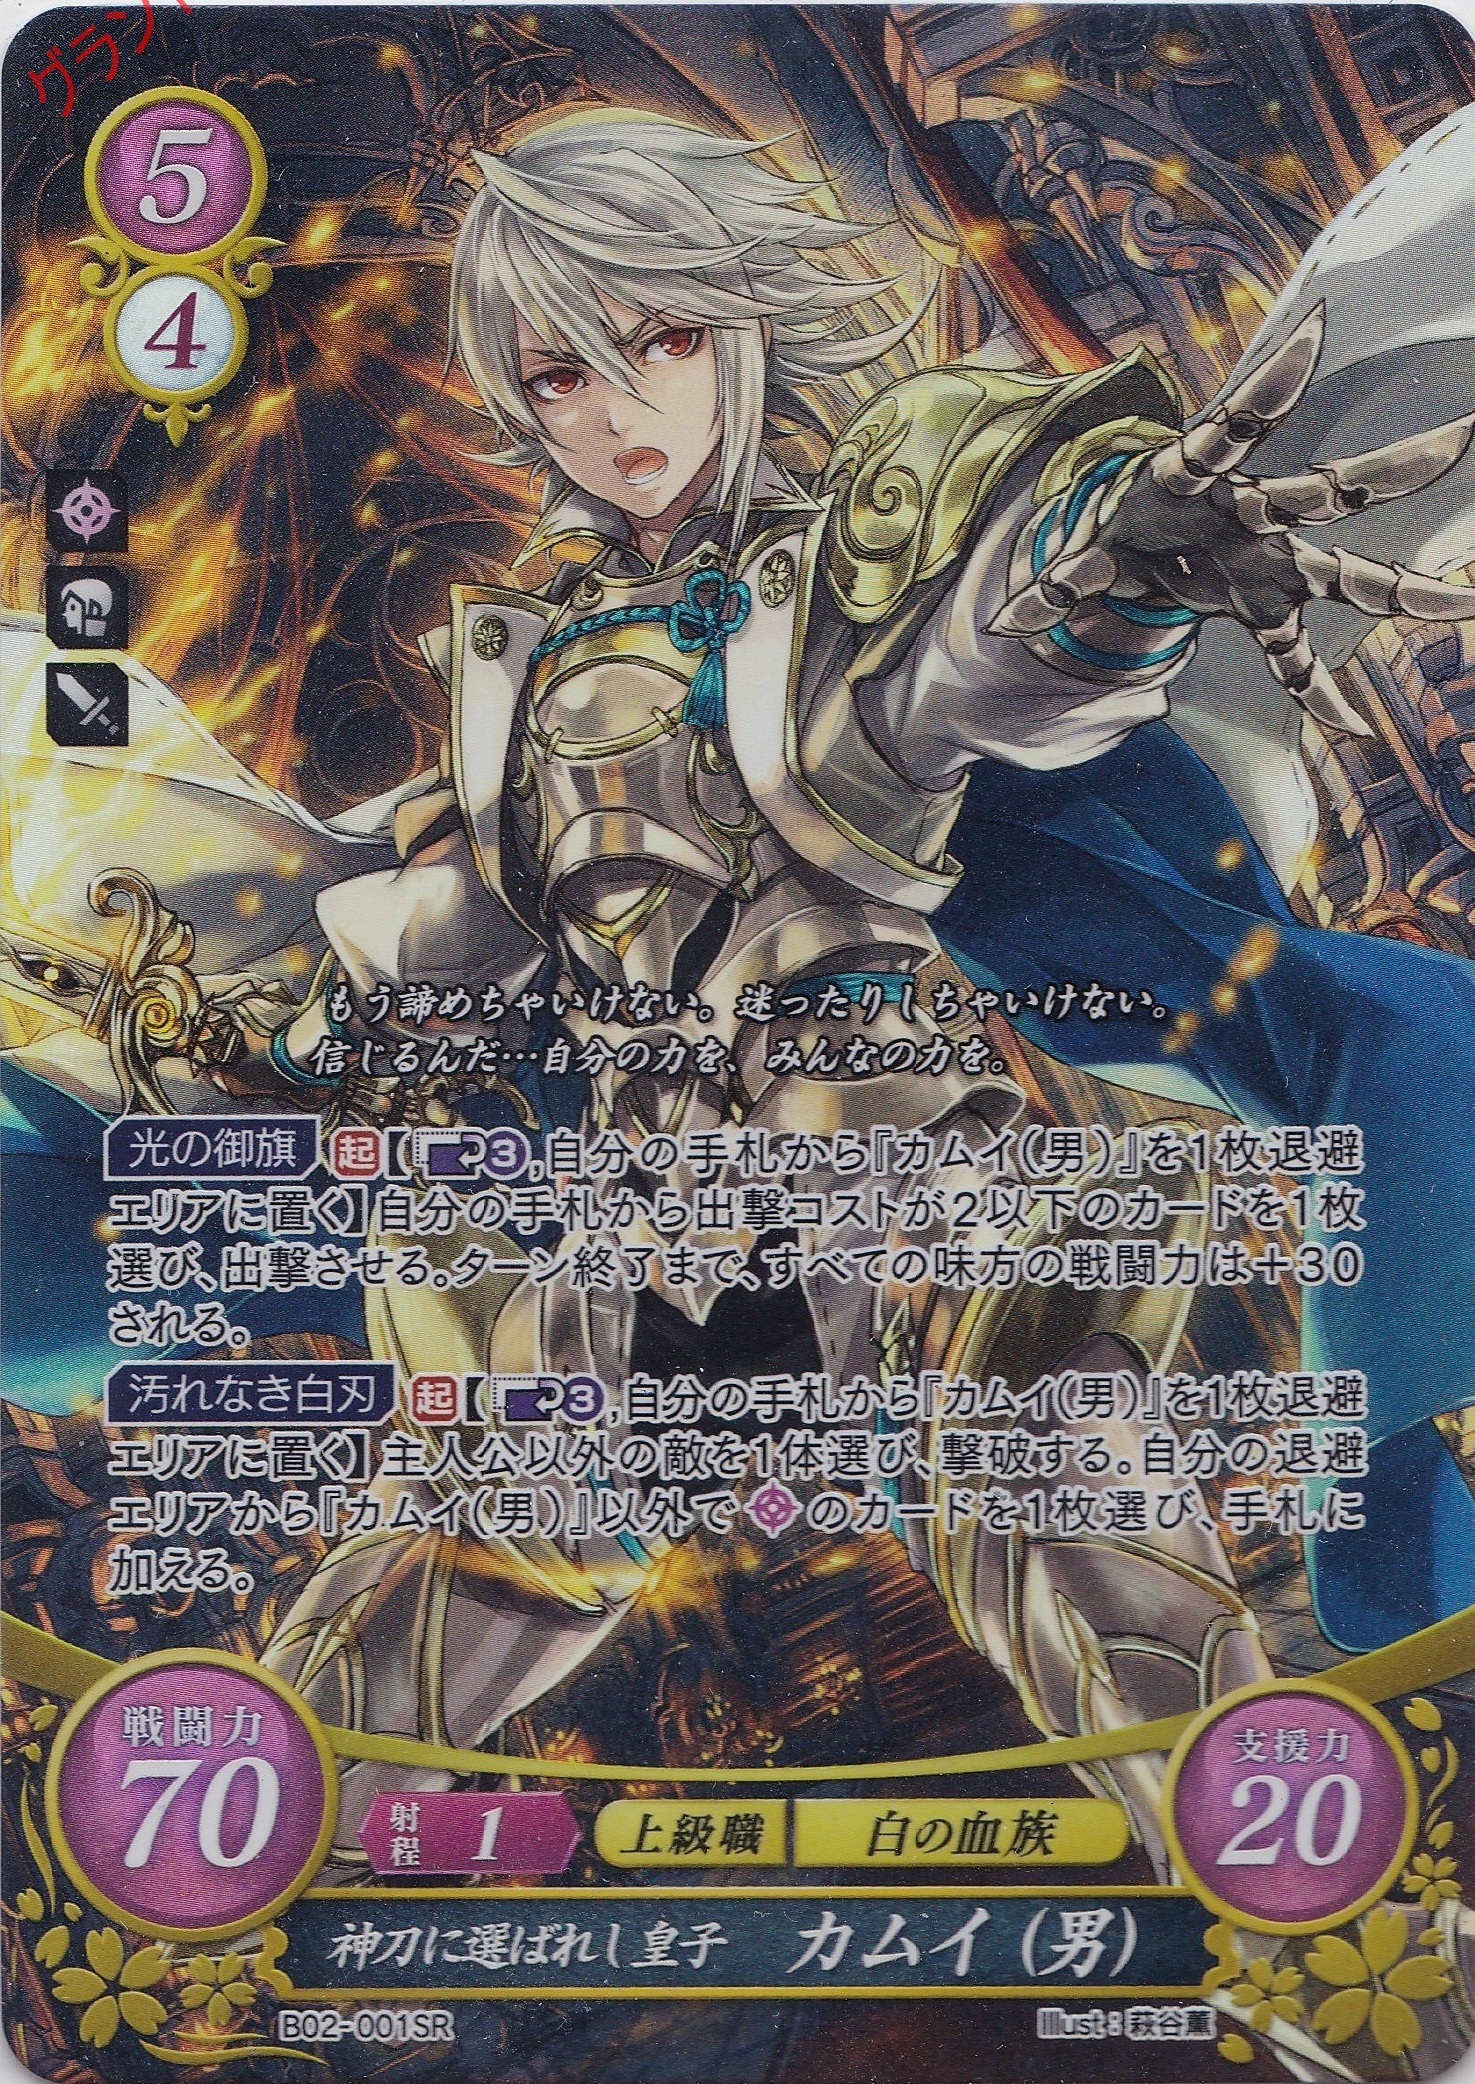 グラン
5
4
もう諦めちゃいけない。迷ったりしちゃいけない。
信じるんだ…自分の力を、みんなの力を。
光の御旗 起【3,自分の手札から『カムイ(男)』を1枚退避
エリアに置く】自分の手札から出撃コストが2以下のカードを1枚
選び、出撃させる。ターン終了まで、すべての味方の戦闘力は+30
される。
汚れなき白刃 起【3,自分の手札から『カムイ(男)』を1枚退避
エリアに置く】主人公以外の敵を1体選び、撃破する。自分の退避
エリアから『カムイ(男)』以外でのカードを1枚選び、手札に
加える。
戦闘力
70
射程 1
上級職
白の血族
支援力
20
神刀に選ばれし皇子 カムイ(男)
B02-001SR
Illust:萩谷薫